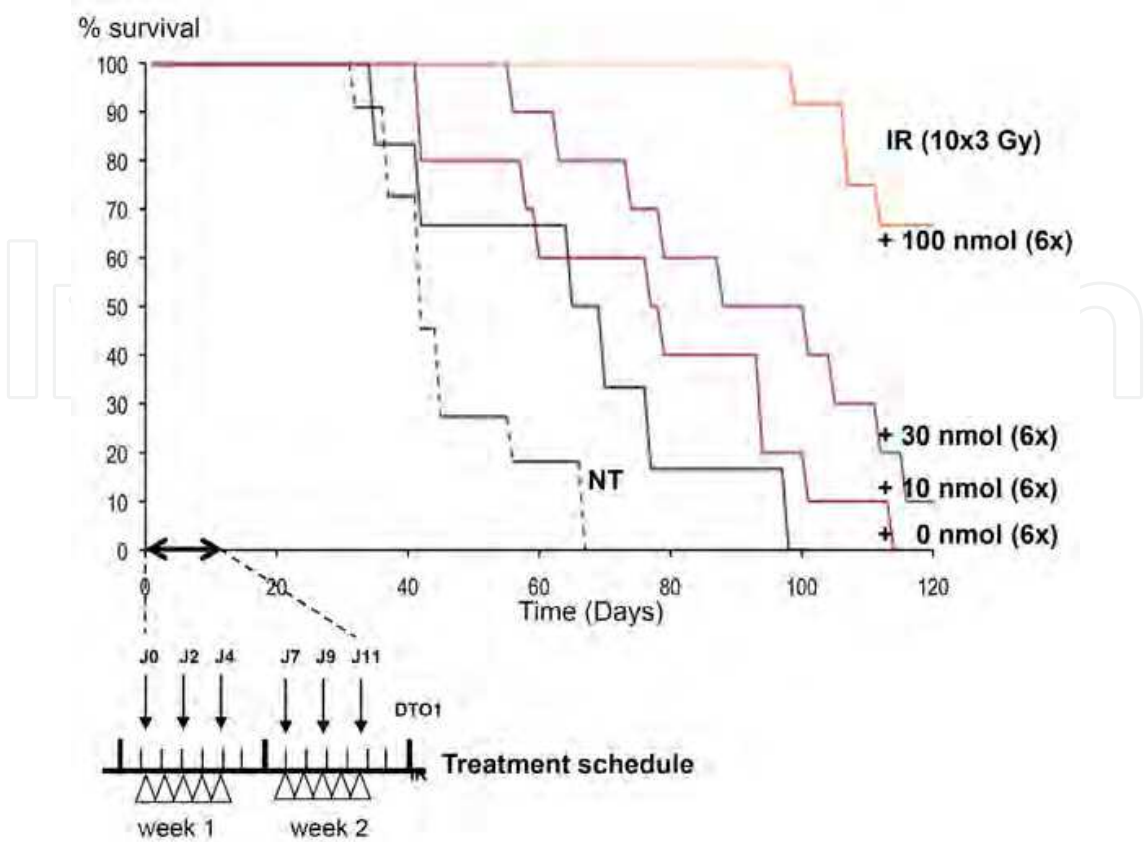 % survival
100
90
80
70
60
50
40
30
20
10
0
IR (10x3 Gy)
+ 100 nmol (6x)
+ 30 nmol (6x)
+ 10 nmol (6x)
+ 0 nmol (6x)
NT
0 20 40 60 80 100 120
Time (Days)
J0 J2 J4 J7 J9 J11
DTO1
Treatment schedule
IR
week 1 week 2